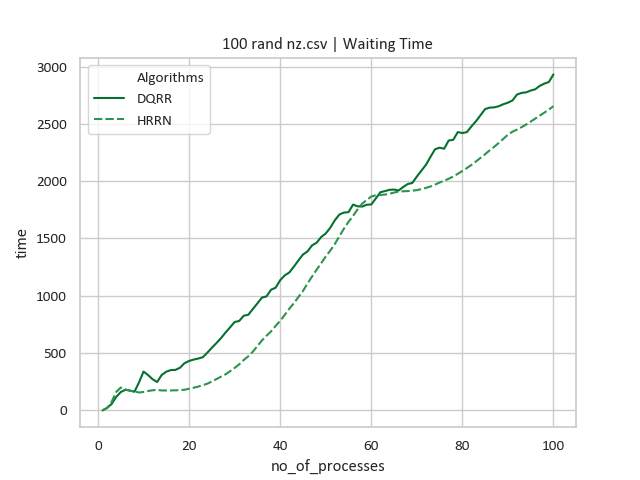 100 rand nz.csv | Waiting Time
3000
2500
2000
1500
1000
500
0
time
Algorithms
DQRR
HRRN
0 20 40 60 80 100
no_of_processes